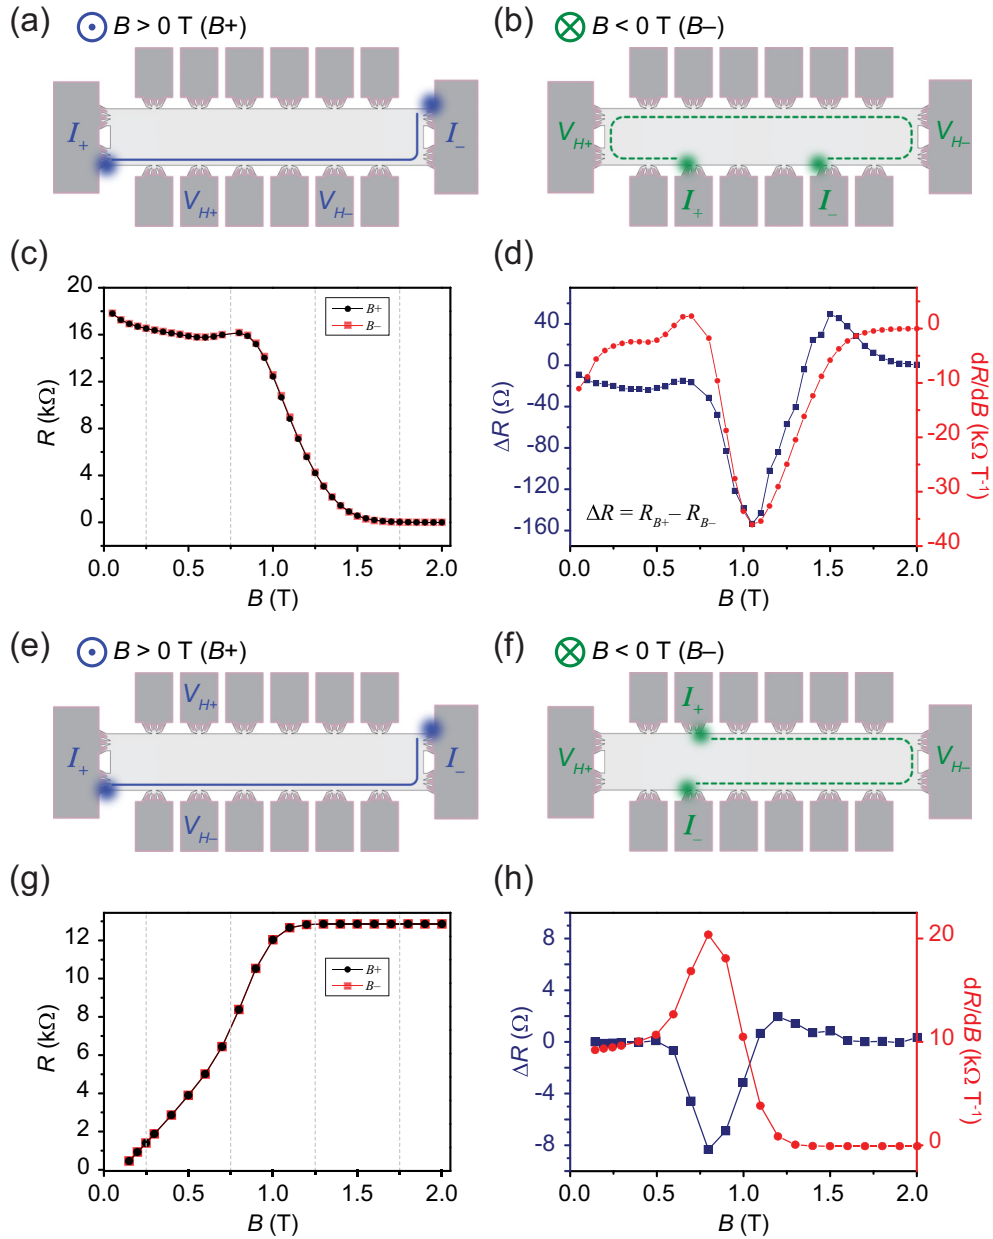 (a) B > 0 T (B+)
I+ I−
VH+ VH−
(b) B < 0 T (B−)
VH+ VH−
I+ I−
(c)
R (kΩ)
20
16
12
8
4
0
B+
B−
0.0 0.5 1.0 1.5 2.0
B (T)
(d)
ΔR (Ω)
40
0
-40
-80
-120
-160
ΔR = RB+ − RB−
0
-10
-20
-30
-40
dR/dB (kΩ T-1)
0.0 0.5 1.0 1.5 2.0
B (T)
(e) B > 0 T (B+)
VH+
I+ I−
VH−
(f) B < 0 T (B−)
I+
VH+ VH−
I−
(g)
R (kΩ)
12
10
8
6
4
2
0
B+
B−
0.0 0.5 1.0 1.5 2.0
B (T)
(h)
ΔR (Ω)
8
4
0
-4
-8
20
10
0
dR/dB (kΩ T-1)
0.0 0.5 1.0 1.5 2.0
B (T)